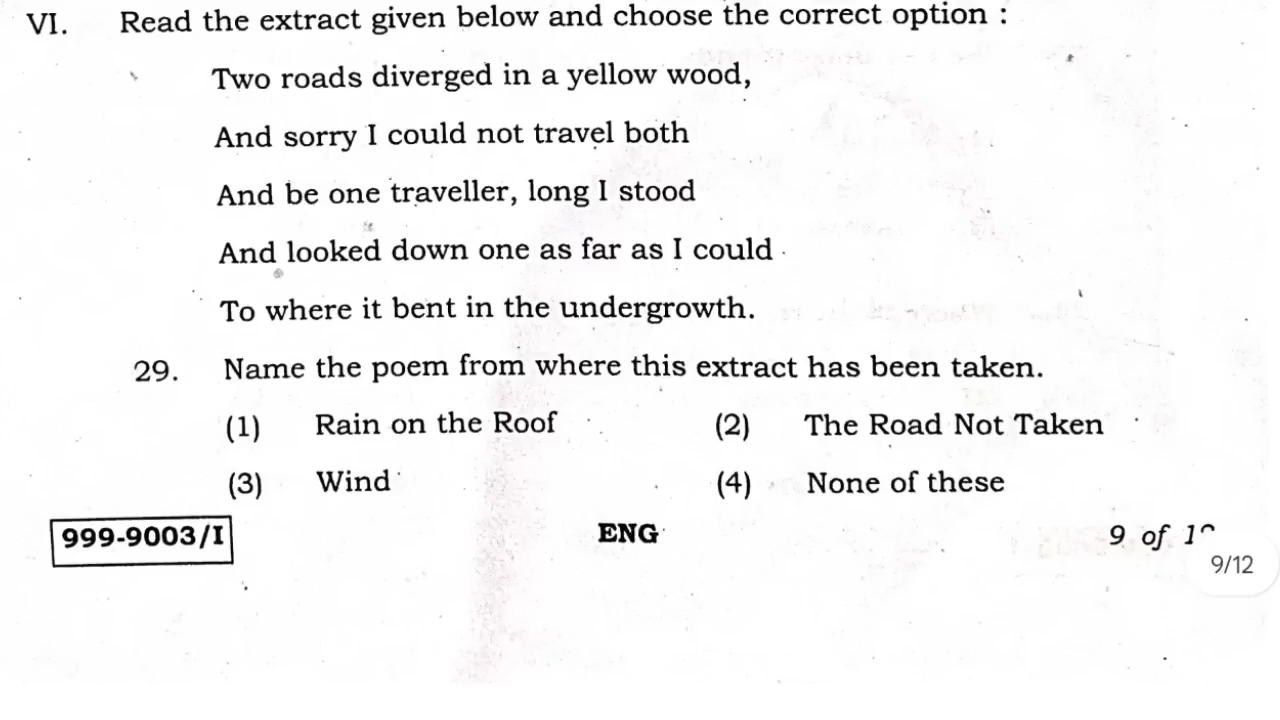 VI. Read the extract given below and choose the correct option :
Two roads diverged in a yellow wood,
And sorry I could not travel both
And be one traveller, long I stood
And looked down one as far as I could
To where it bent in the undergrowth.
29. Name the poem from where this extract has been taken.
(1) Rain on the Roof (2) The Road Not Taken
(3) Wind (4) None of these
999-9003/I ENG 9 of
9/12